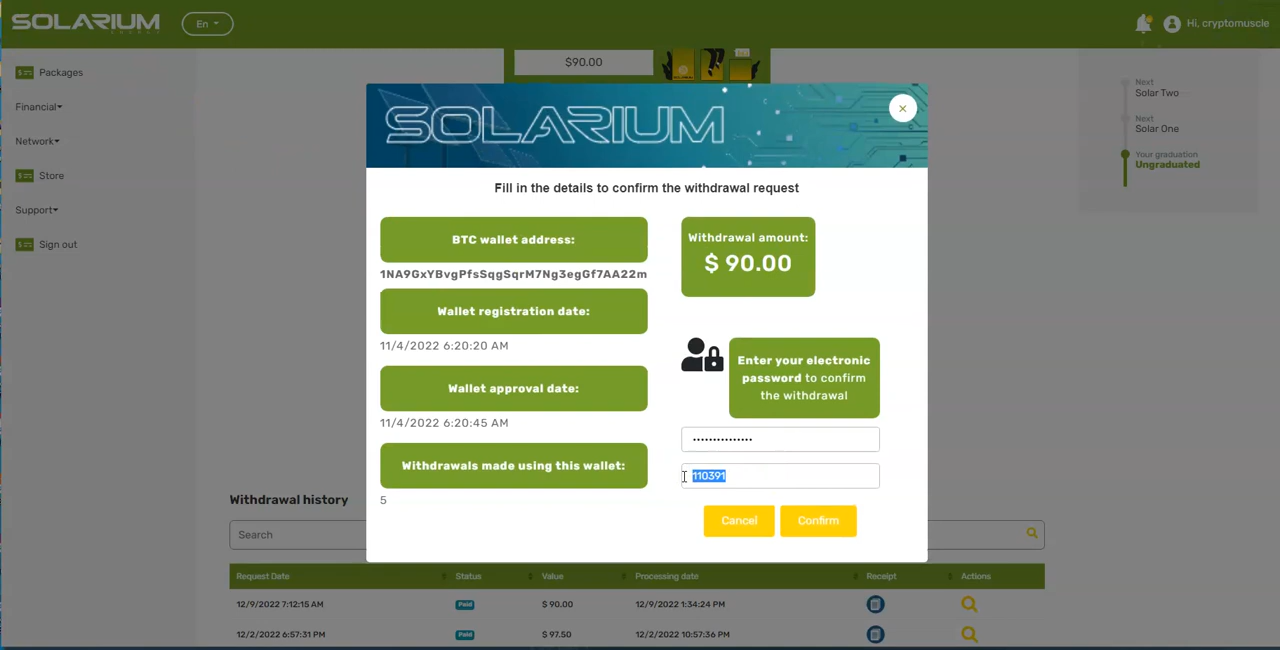 SOLARIUM
En
Hi, cryptomuscle
Packages
Financial
Network
Store
Support
Sign out
$90.00
Next
Solar Two
Next
Solar One
Your graduation
Ungraduated
SOLARIUM
×
Fill in the details to confirm the withdrawal request
BTC wallet address:
1NA9GxYBvgPfsSqgSqrM7Ng3egGf7AA22m
Wallet registration date:
11/4/2022 6:20:20 AM
Wallet approval date:
11/4/2022 6:20:45 AM
Withdrawals made using this wallet:
5
Withdrawal amount:
$ 90.00
Enter your electronic
password to confirm
the withdrawal
•••••••••••••••
110391
Cancel
Confirm
Withdrawal history
Search
Request Date Status Value Processing date Receipt Actions
12/9/2022 7:12:15 AM Paid $ 90.00 12/9/2022 1:34:24 PM
12/2/2022 6:57:31 PM Paid $ 97.50 12/2/2022 10:57:36 PM